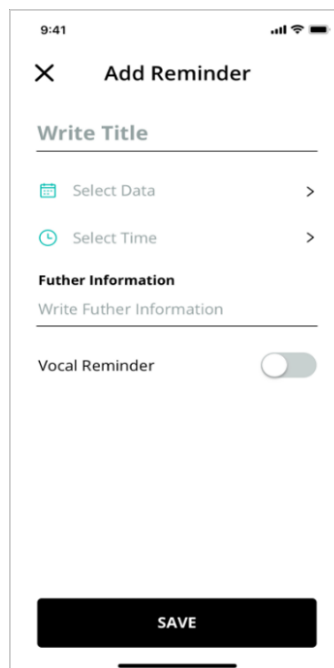 9:41
Add Reminder
Write Title
Select Data
Select Time
Futher Information
Write Futher Information
Vocal Reminder
SAVE